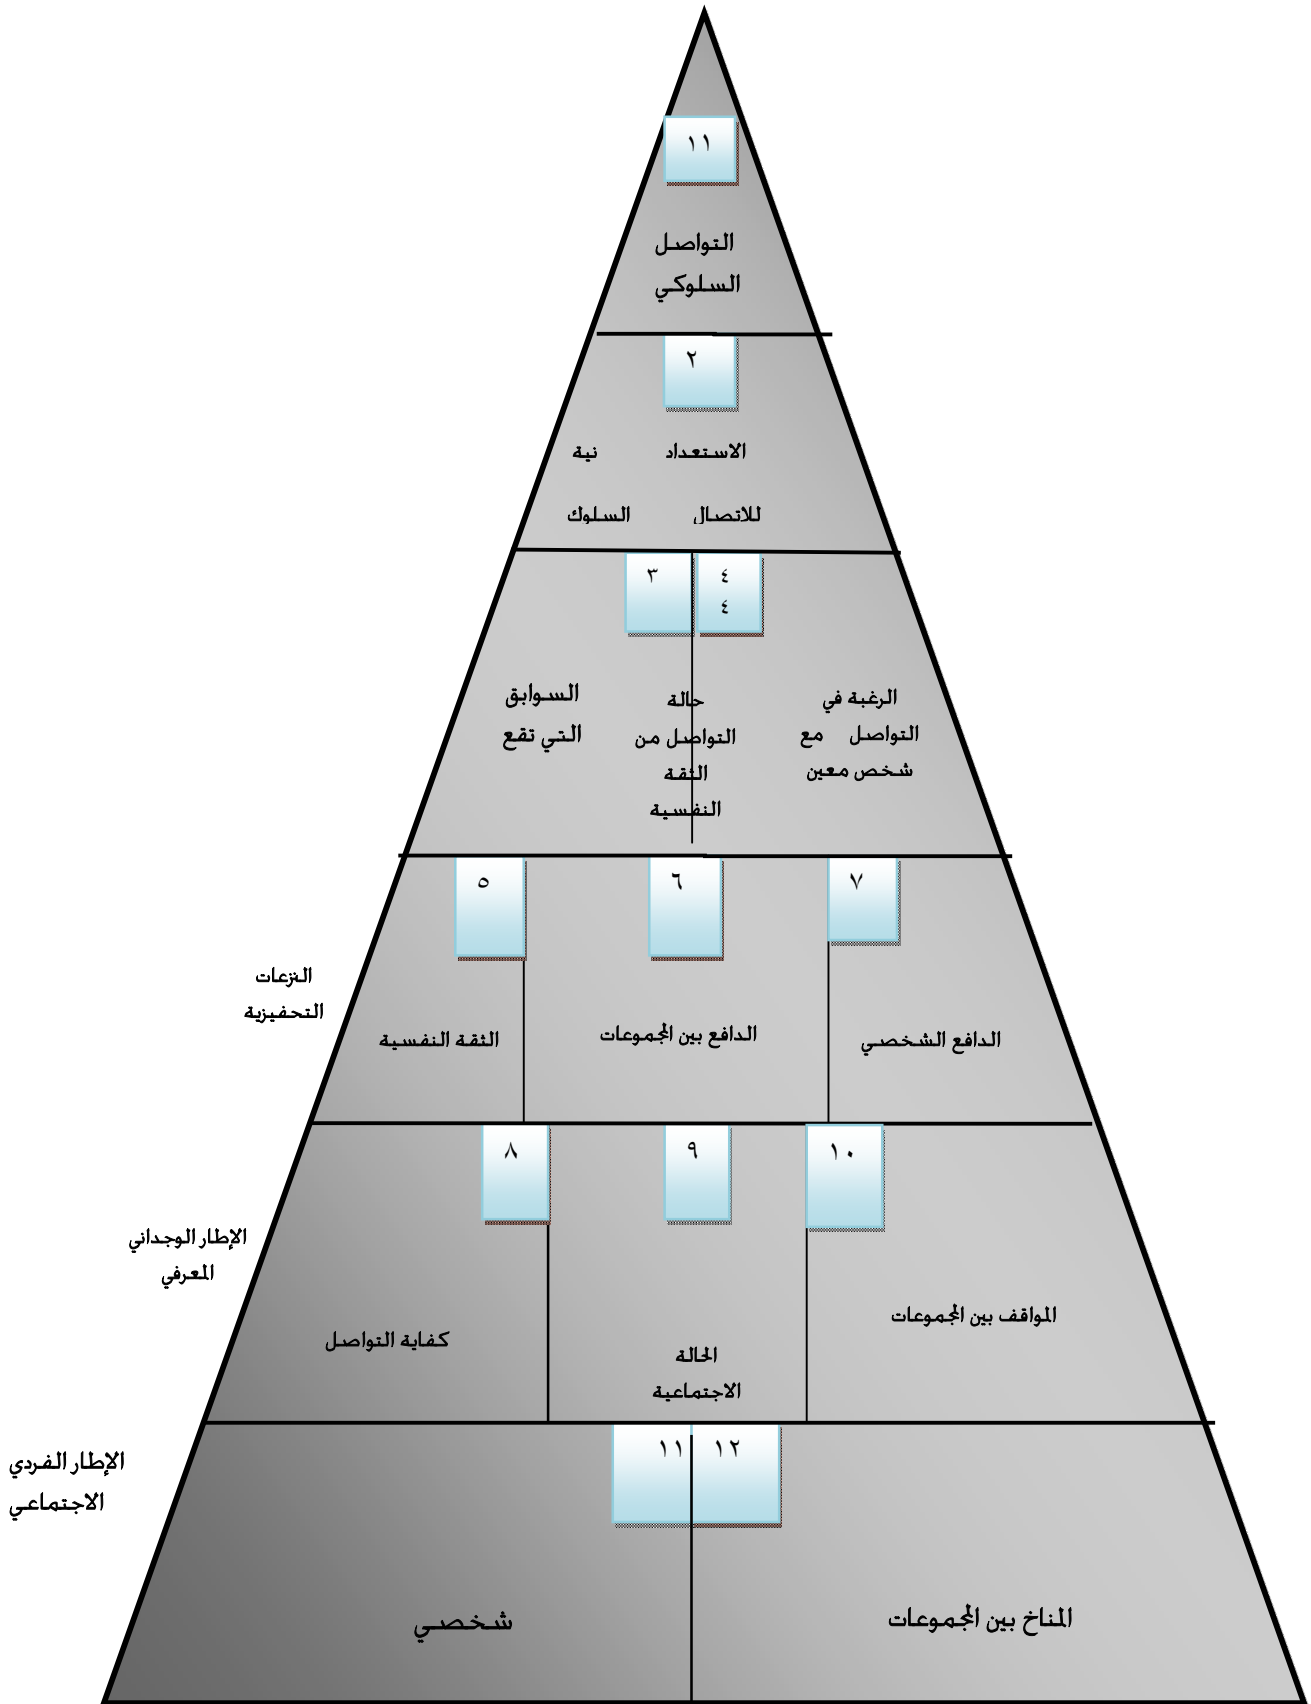 ١١
التواصل
السلوكي
٢
الاستعداد نية
للاتصال السلوك
٤ ٣
٤
الرغبة في
التواصل مع
شخص معين
حالة
التواصل من
الثقة
النفسية
السوابق
التي تقع
٧ ٦ ٥
الدافع الشخصي
الدافع بين المجموعات
الثقة النفسية
النزعات
التحفيزية
١٠ ٩ ٨
المواقف بين المجموعات
الحالة
الاجتماعية
كفاية التواصل
الإطار الوجداني
المعرفي
١٢ ١١
المناخ بين المجموعات
شخصي
الإطار الفردي
الاجتماعي